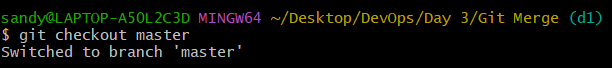 sandy@LAPTOP-A50L2C3D MINGW64 ~/Desktop/DevOps/Day 3/Git Merge (d1)
$ git checkout master
Switched to branch 'master'